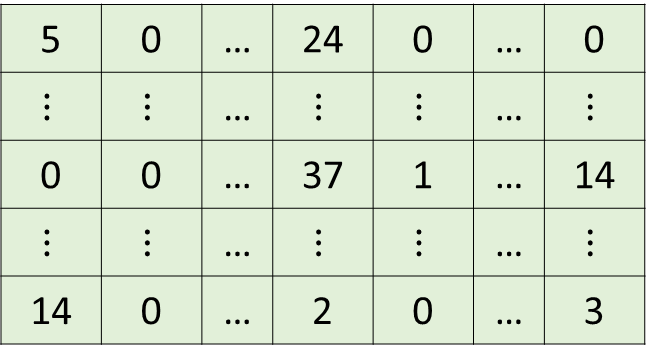 5 0 ... 24 0 ... 0
⋮ ⋮ ... ⋮ ⋮ ... ⋮
0 0 ... 37 1 ... 14
⋮ ⋮ ... ⋮ ⋮ ... ⋮
14 0 ... 2 0 ... 3